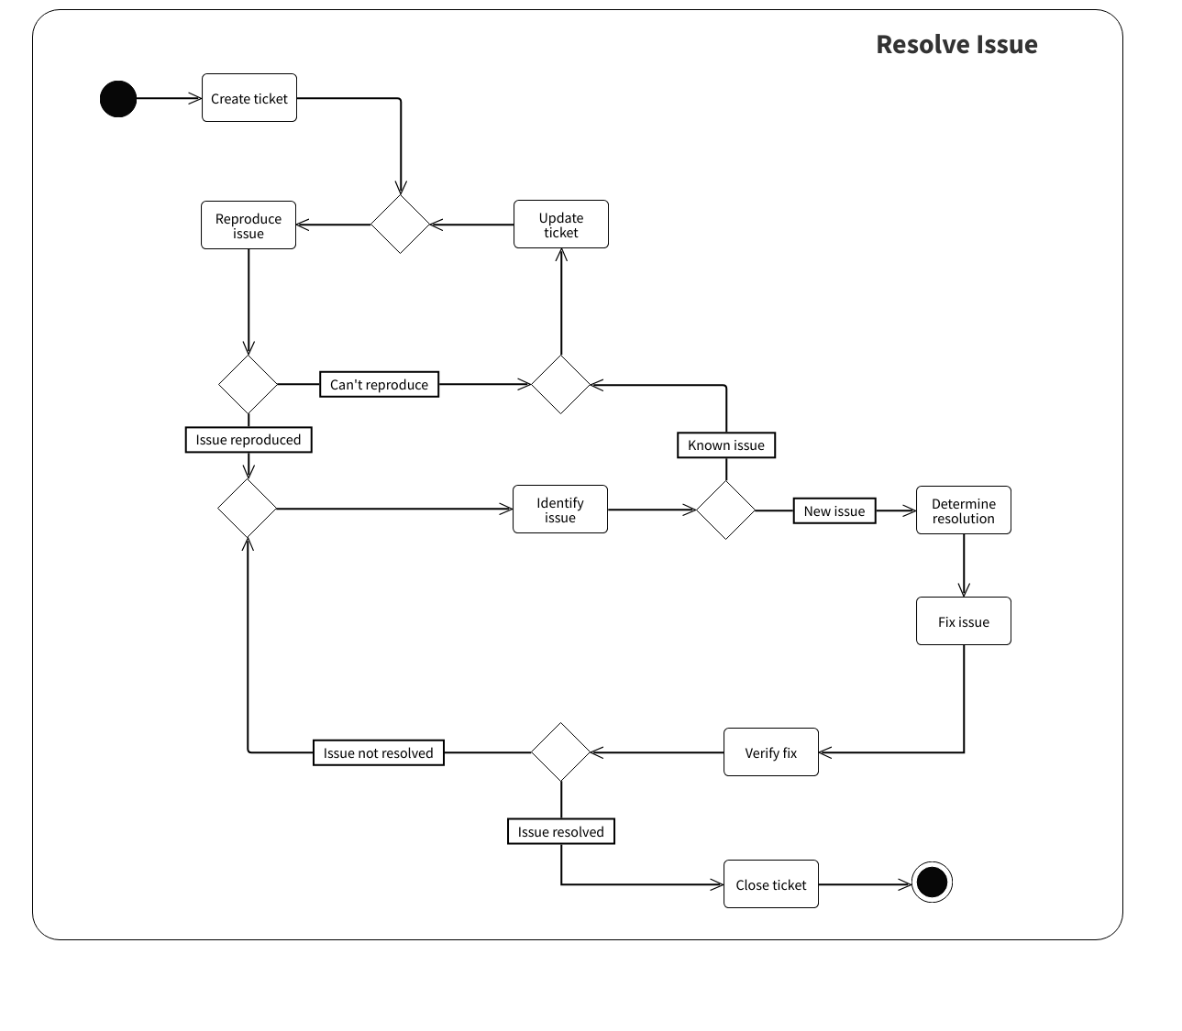 Resolve Issue
Create ticket
Reproduce
issue
Update
ticket
Can't reproduce
Issue reproduced
Known issue
Identify
issue
New issue
Determine
resolution
Fix issue
Issue not resolved
Verify fix
Issue resolved
Close ticket